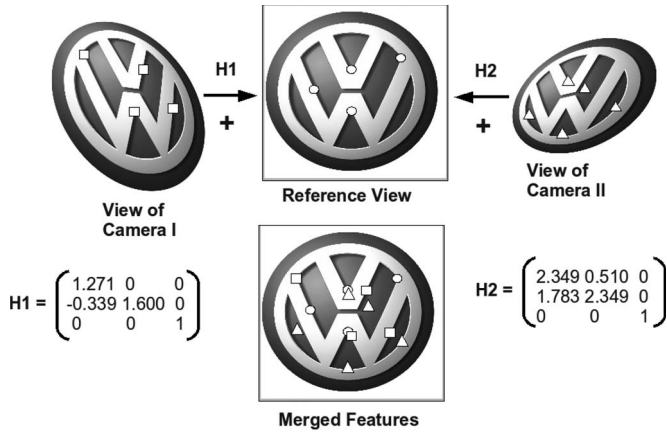 H1
H2
+
+
Reference View
View of
Camera I
View of
Camera II
H1 =
1.271 0 0
-0.339 1.600 0
0 0 1
H2 =
2.349 0.510 0
1.783 2.349 0
0 0 1
Merged Features